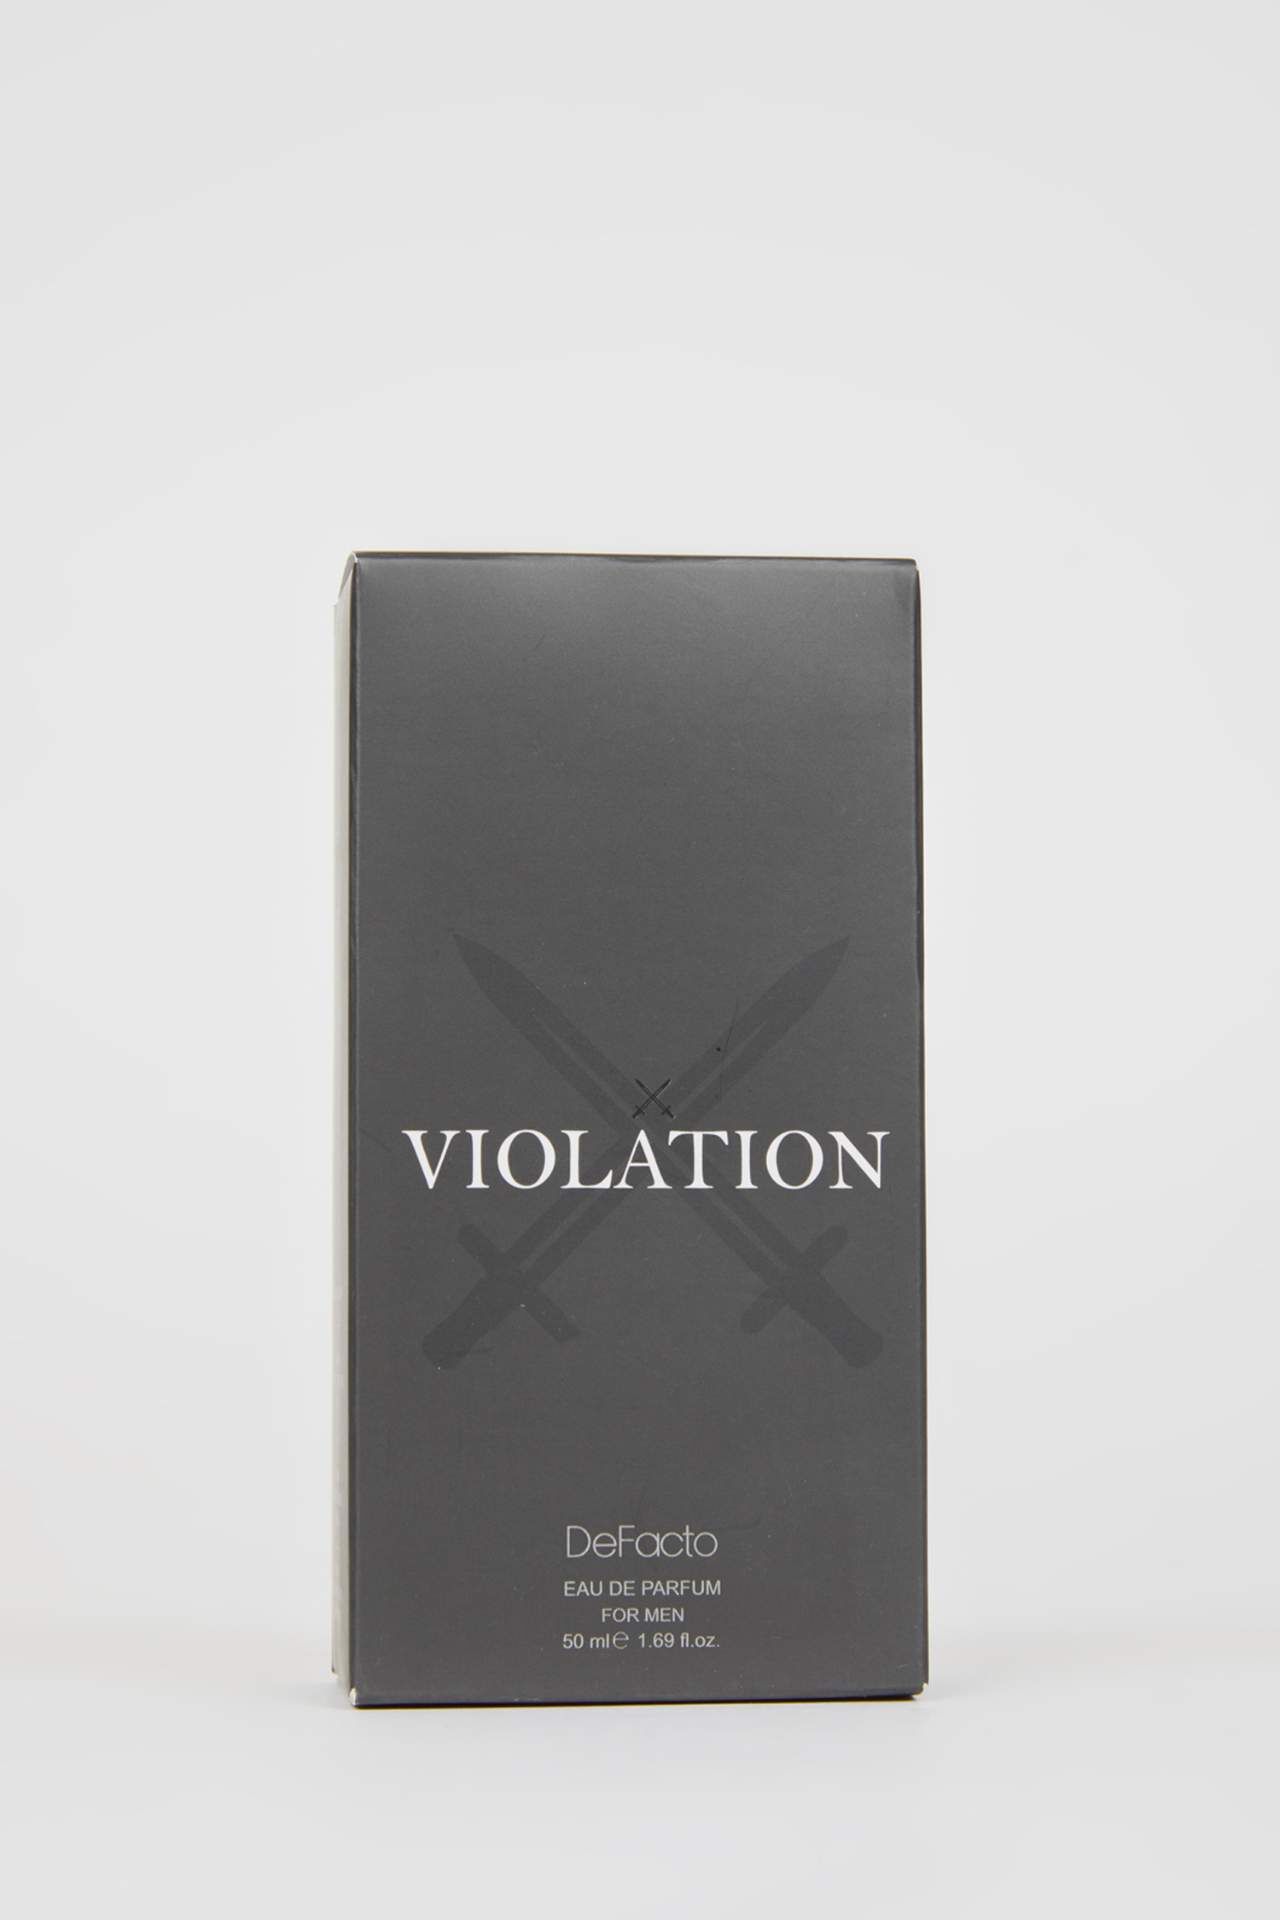 VIOLATION
DeFacto
EAU DE PARFUM
FOR MEN
50 ml℮ 1.69 fl.oz.